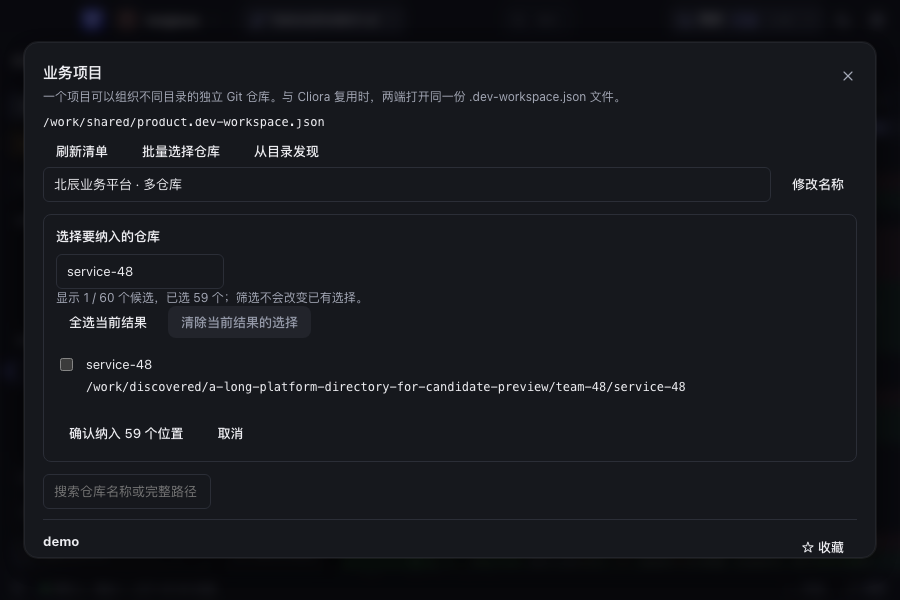 业务项目
一个项目可以组织不同目录的独立 Git 仓库。与 Cliora 复用时，两端打开同一份 .dev-workspace.json 文件。
/work/shared/product.dev-workspace.json
刷新清单 批量选择仓库 从目录发现
北辰业务平台 · 多仓库 修改名称
选择要纳入的仓库
service-48
显示 1 / 60 个候选，已选 59 个；筛选不会改变已有选择。
全选当前结果 清除当前结果的选择
service-48
/work/discovered/a-long-platform-directory-for-candidate-preview/team-48/service-48
确认纳入 59 个位置 取消
搜索仓库名称或完整路径
demo
☆ 收藏